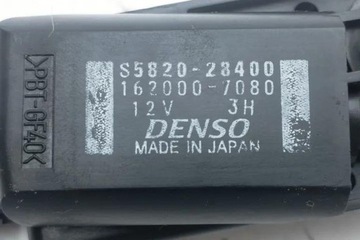 S5820-28400
162000-7080
12V 3H
DENSO
MADE IN JAPAN
>PBT-GF40<